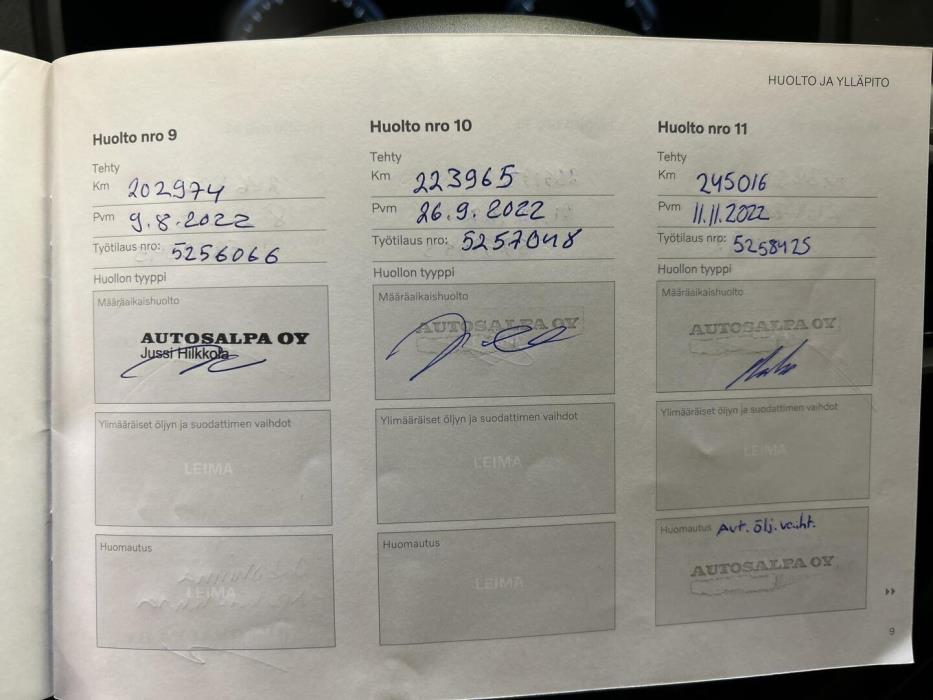 HUOLTO JA YLLÄPITO
Huolto nro 9
Tehty
Km 202974
Pvm 9.8.2022
Työtilaus nro: 5256066
Huollon tyyppi
Määräaikaishuolto
AUTOSALPA OY
Jussi Hilkkola
Ylimääräiset öljyn ja suodattimen vaihdot
LEIMA
Huomautus
LEIMA
Huolto nro 10
Tehty
Km 223965
Pvm 26.9.2022
Työtilaus nro: 5257048
Huollon tyyppi
Määräaikaishuolto
AUTOSALPA OY
Ylimääräiset öljyn ja suodattimen vaihdot
LEIMA
Huomautus
LEIMA
Huolto nro 11
Tehty
Km 245016
Pvm 11.11.2022
Työtilaus nro: 5258425
Huollon tyyppi
Määräaikaishuolto
AUTOSALPA OY
Ylimääräiset öljyn ja suodattimen vaihdot
LEIMA
Huomautus Aut. ölj. vaiht.
AUTOSALPA OY
9